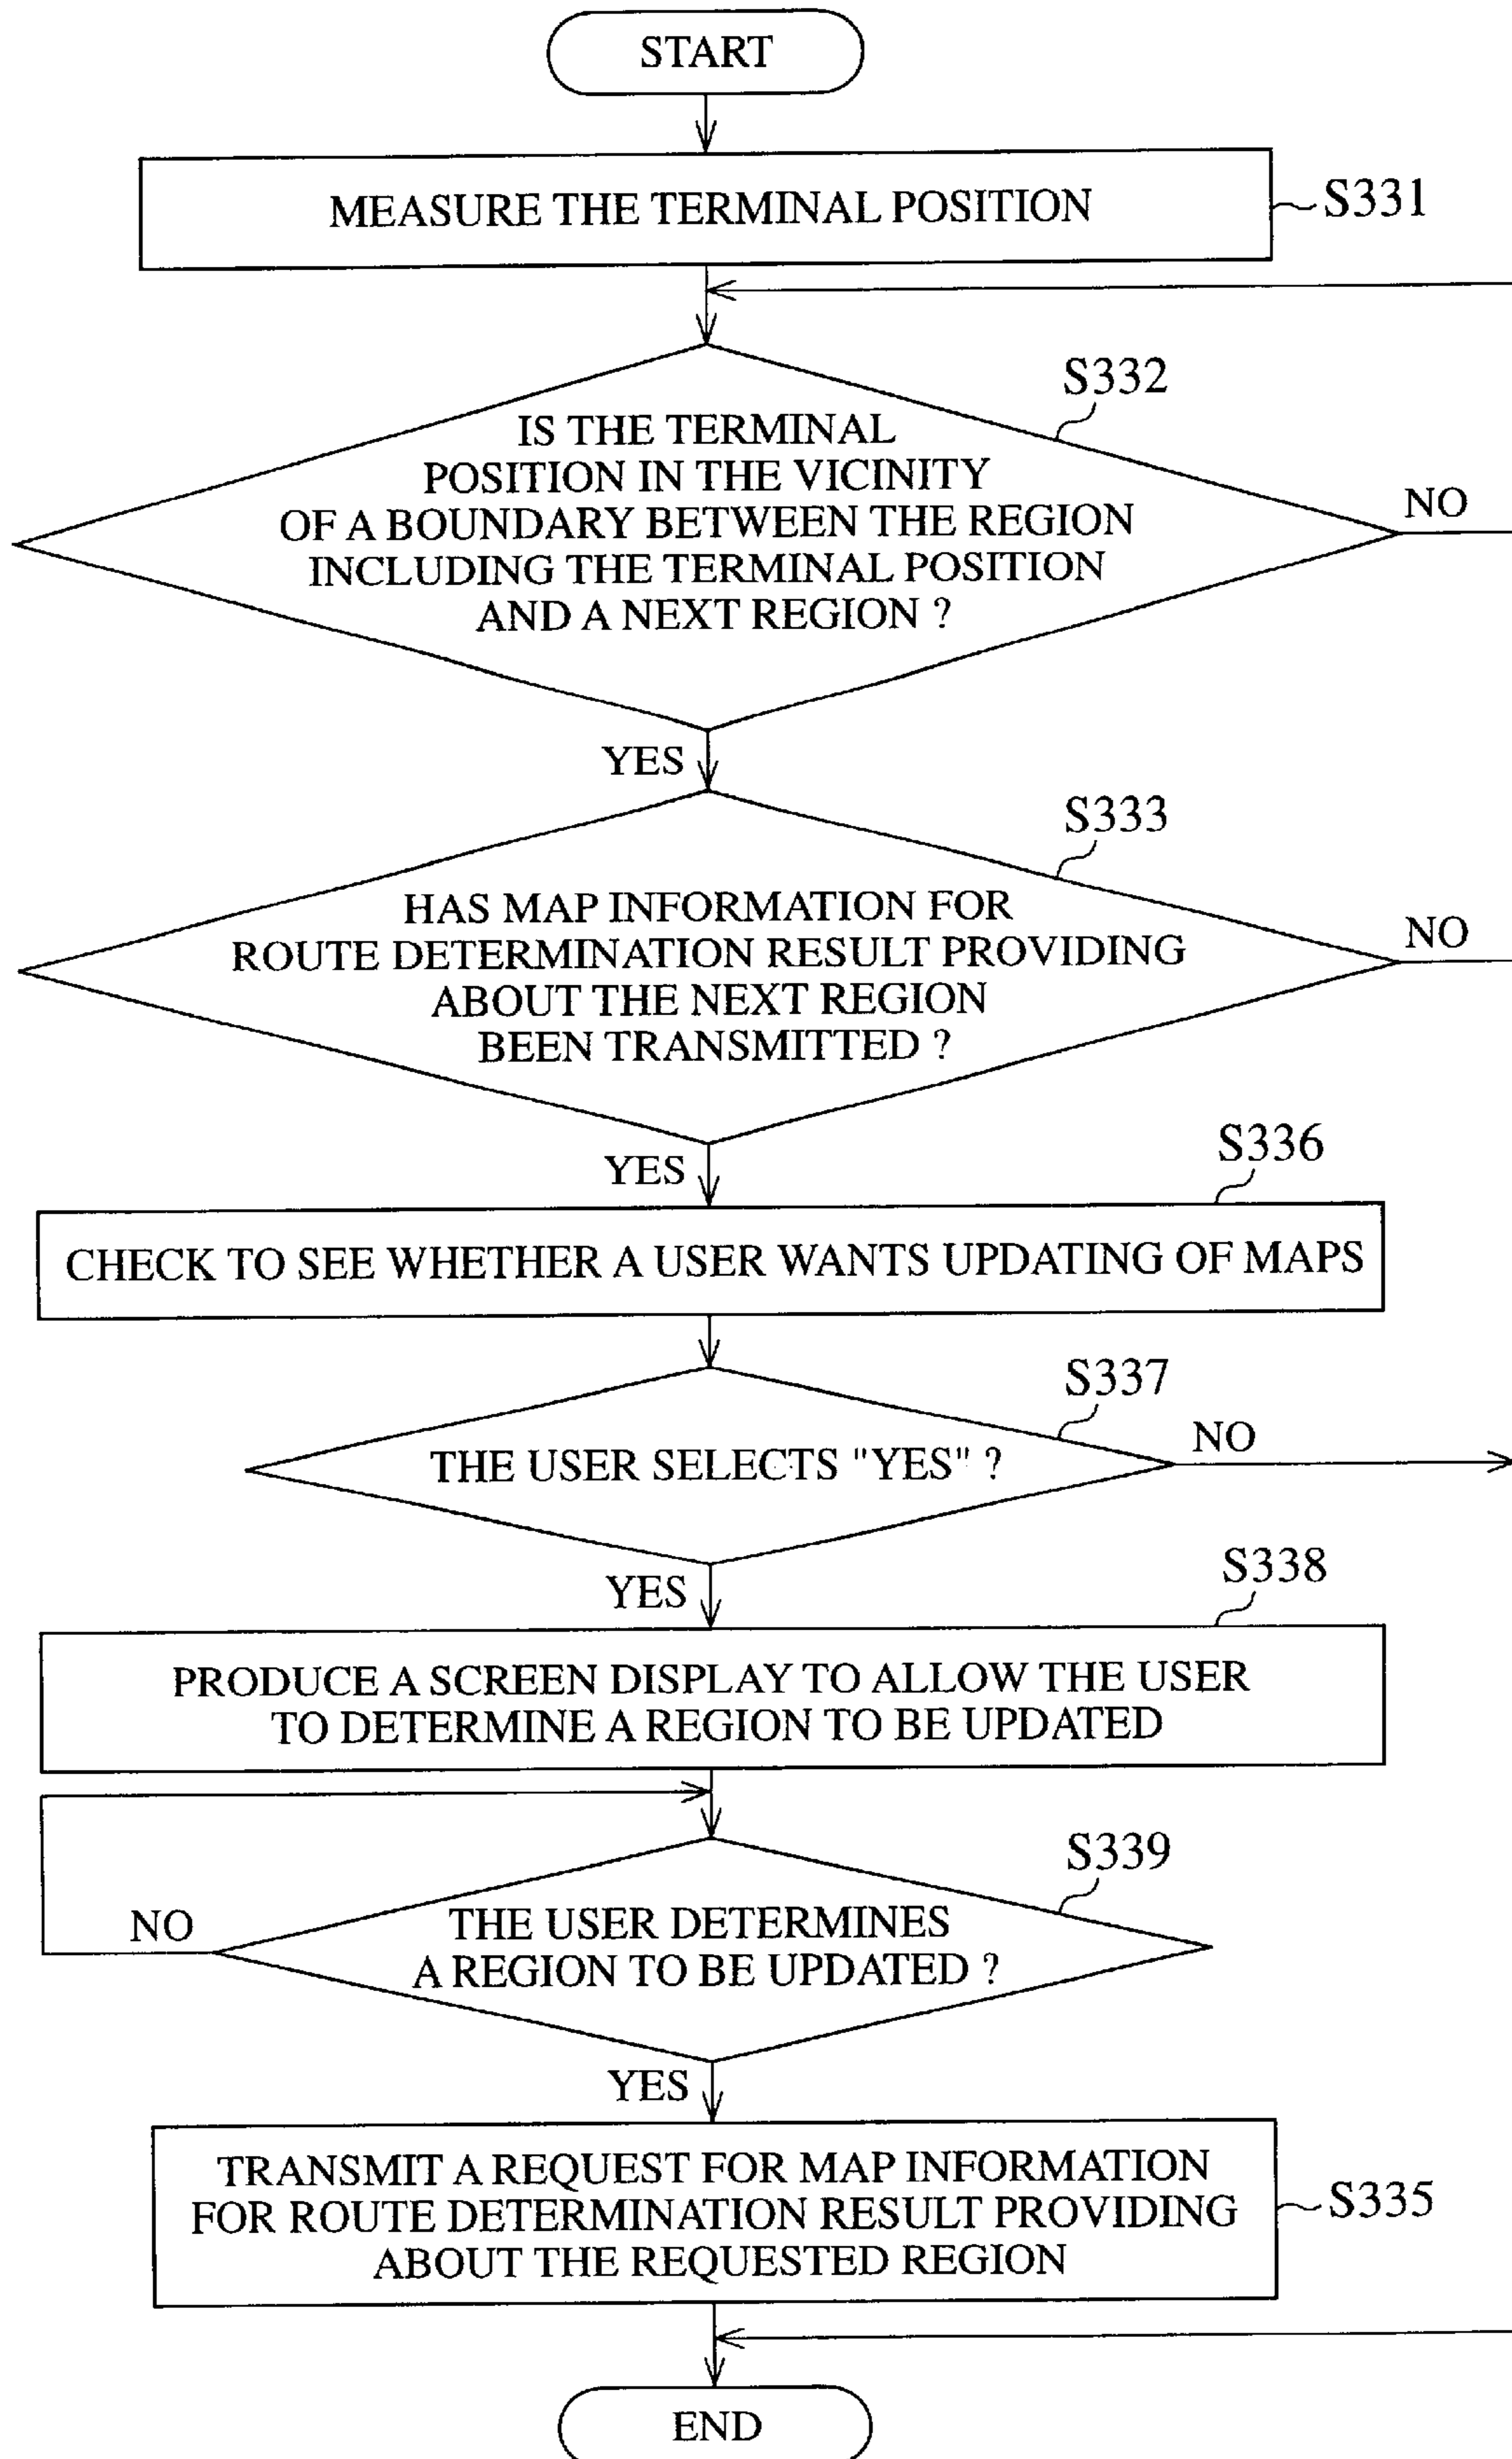 START
MEASURE THE TERMINAL POSITION
S331
S332
IS THE TERMINAL
POSITION IN THE VICINITY
OF A BOUNDARY BETWEEN THE REGION
INCLUDING THE TERMINAL POSITION
AND A NEXT REGION ?
NO
YES
S333
HAS MAP INFORMATION FOR
ROUTE DETERMINATION RESULT PROVIDING
ABOUT THE NEXT REGION
BEEN TRANSMITTED ?
NO
YES
S336
CHECK TO SEE WHETHER A USER WANTS UPDATING OF MAPS
S337
THE USER SELECTS "YES" ?
NO
YES
S338
PRODUCE A SCREEN DISPLAY TO ALLOW THE USER
TO DETERMINE A REGION TO BE UPDATED
S339
THE USER DETERMINES
A REGION TO BE UPDATED ?
NO
YES
TRANSMIT A REQUEST FOR MAP INFORMATION
FOR ROUTE DETERMINATION RESULT PROVIDING
ABOUT THE REQUESTED REGION
S335
END